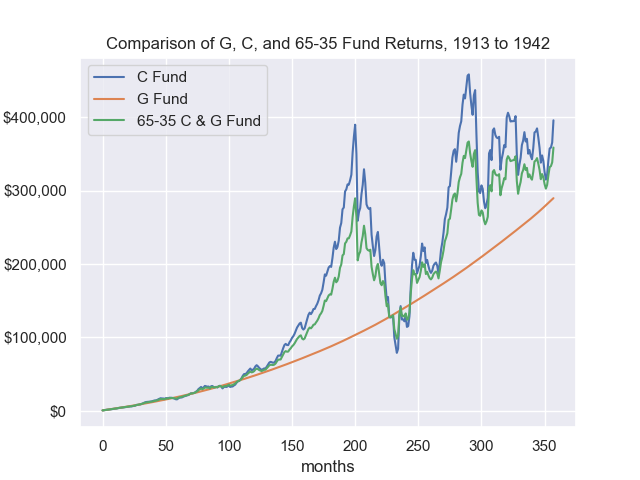 Comparison of G, C, and 65-35 Fund Returns, 1913 to 1942
C Fund
G Fund
65-35 C & G Fund
$400,000
$300,000
$200,000
$100,000
$0
0 50 100 150 200 250 300 350
months